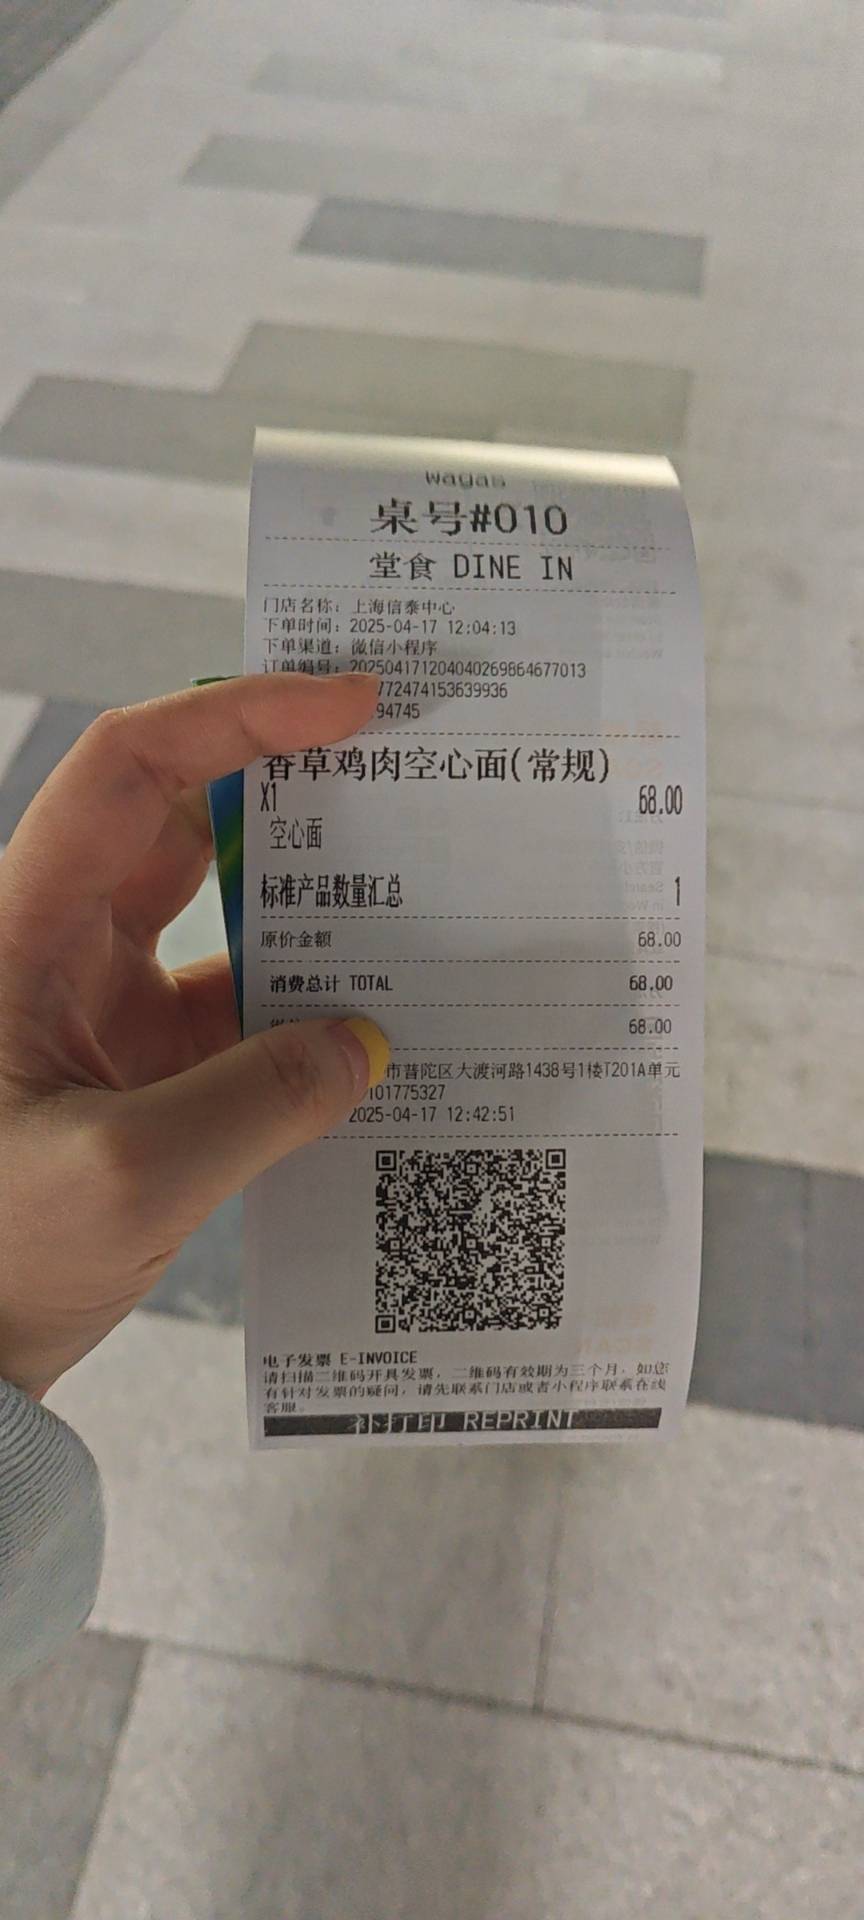 wagas
桌号#010
堂食 DINE IN
门店名称: 上海信泰中心
下单时间: 2025-04-17 12:04:13
下单渠道: 微信小程序
订单编号: 2025041712040402698646​77013
772474153639936
94745
香草鸡肉空心面(常规)
X1 68.00
空心面
标准产品数量汇总 1
原价金额 68.00
消费总计 TOTAL 68.00
68.00
市普陀区大渡河路1438号1楼T201A单元
101775327
2025-04-17 12:42:51
电子发票 E-INVOICE
请扫描二维码开具发票，二维码有效期为三个月，如您
有针对发票的疑问，请先联系门店或者小程序联系在线
客服。
补打印 REPRINT